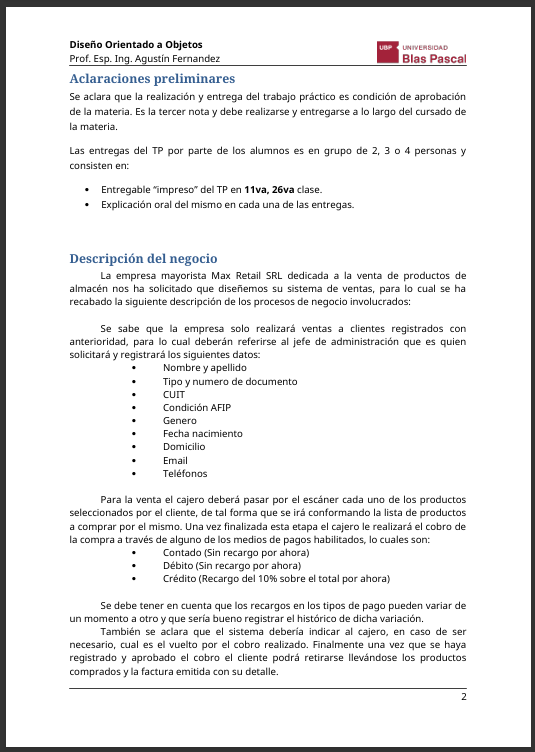 Diseño Orientado a Objetos
Prof. Esp. Ing. Agustín Fernandez
UBP UNIVERSIDAD
Blas Pascal
Aclaraciones preliminares
Se aclara que la realización y entrega del trabajo práctico es condición de aprobación
de la materia. Es la tercer nota y debe realizarse y entregarse a lo largo del cursado de
la materia.
Las entregas del TP por parte de los alumnos es en grupo de 2, 3 o 4 personas y
consisten en:
• Entregable “impreso” del TP en 11va, 26va clase.
• Explicación oral del mismo en cada una de las entregas.
Descripción del negocio
La empresa mayorista Max Retail SRL dedicada a la venta de productos de
almacén nos ha solicitado que diseñemos su sistema de ventas, para lo cual se ha
recabado la siguiente descripción de los procesos de negocio involucrados:
Se sabe que la empresa solo realizará ventas a clientes registrados con
anterioridad, para lo cual deberán referirse al jefe de administración que es quien
solicitará y registrará los siguientes datos:
• Nombre y apellido
• Tipo y numero de documento
• CUIT
• Condición AFIP
• Genero
• Fecha nacimiento
• Domicilio
• Email
• Teléfonos
Para la venta el cajero deberá pasar por el escáner cada uno de los productos
seleccionados por el cliente, de tal forma que se irá conformando la lista de productos
a comprar por el mismo. Una vez finalizada esta etapa el cajero le realizará el cobro de
la compra a través de alguno de los medios de pagos habilitados, lo cuales son:
• Contado (Sin recargo por ahora)
• Débito (Sin recargo por ahora)
• Crédito (Recargo del 10% sobre el total por ahora)
Se debe tener en cuenta que los recargos en los tipos de pago pueden variar de
un momento a otro y que sería bueno registrar el histórico de dicha variación.
También se aclara que el sistema debería indicar al cajero, en caso de ser
necesario, cual es el vuelto por el cobro realizado. Finalmente una vez que se haya
registrado y aprobado el cobro el cliente podrá retirarse llevándose los productos
comprados y la factura emitida con su detalle.
2